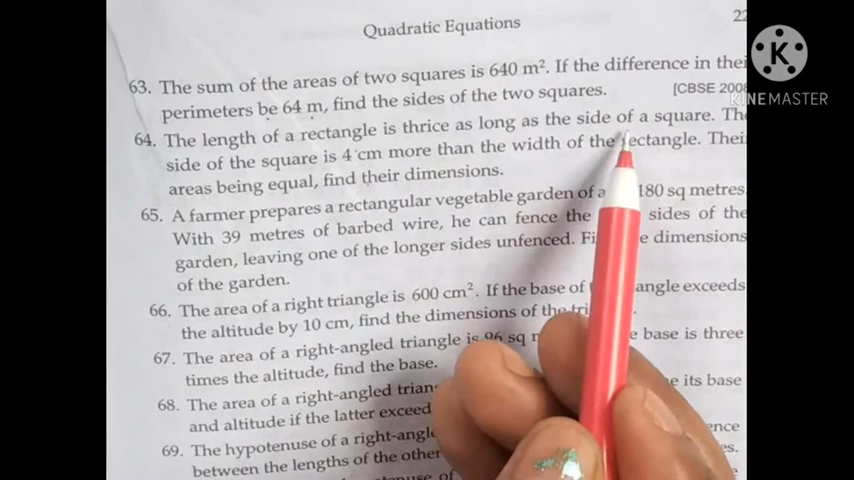 Quadratic Equations
22
KINEMASTER
63. The sum of the areas of two squares is 640 m². If the difference in their
perimeters be 64 m, find the sides of the two squares. [CBSE 2008
64. The length of a rectangle is thrice as long as the side of a square. The
side of the square is 4 cm more than the width of the rectangle. Their
areas being equal, find their dimensions.
65. A farmer prepares a rectangular vegetable garden of a 180 sq metres.
With 39 metres of barbed wire, he can fence the sides of the
garden, leaving one of the longer sides unfenced. Fi e dimensions
of the garden.
66. The area of a right triangle is 600 cm². If the base of angle exceeds
the altitude by 10 cm, find the dimensions of the tri
67. The area of a right-angled triangle is 96 sq m e base is three
times the altitude, find the base.
68. The area of a right-angled trian e its base
and altitude if the latter exceed
69. The hypotenuse of a right-angle ence
between the lengths of the other es.